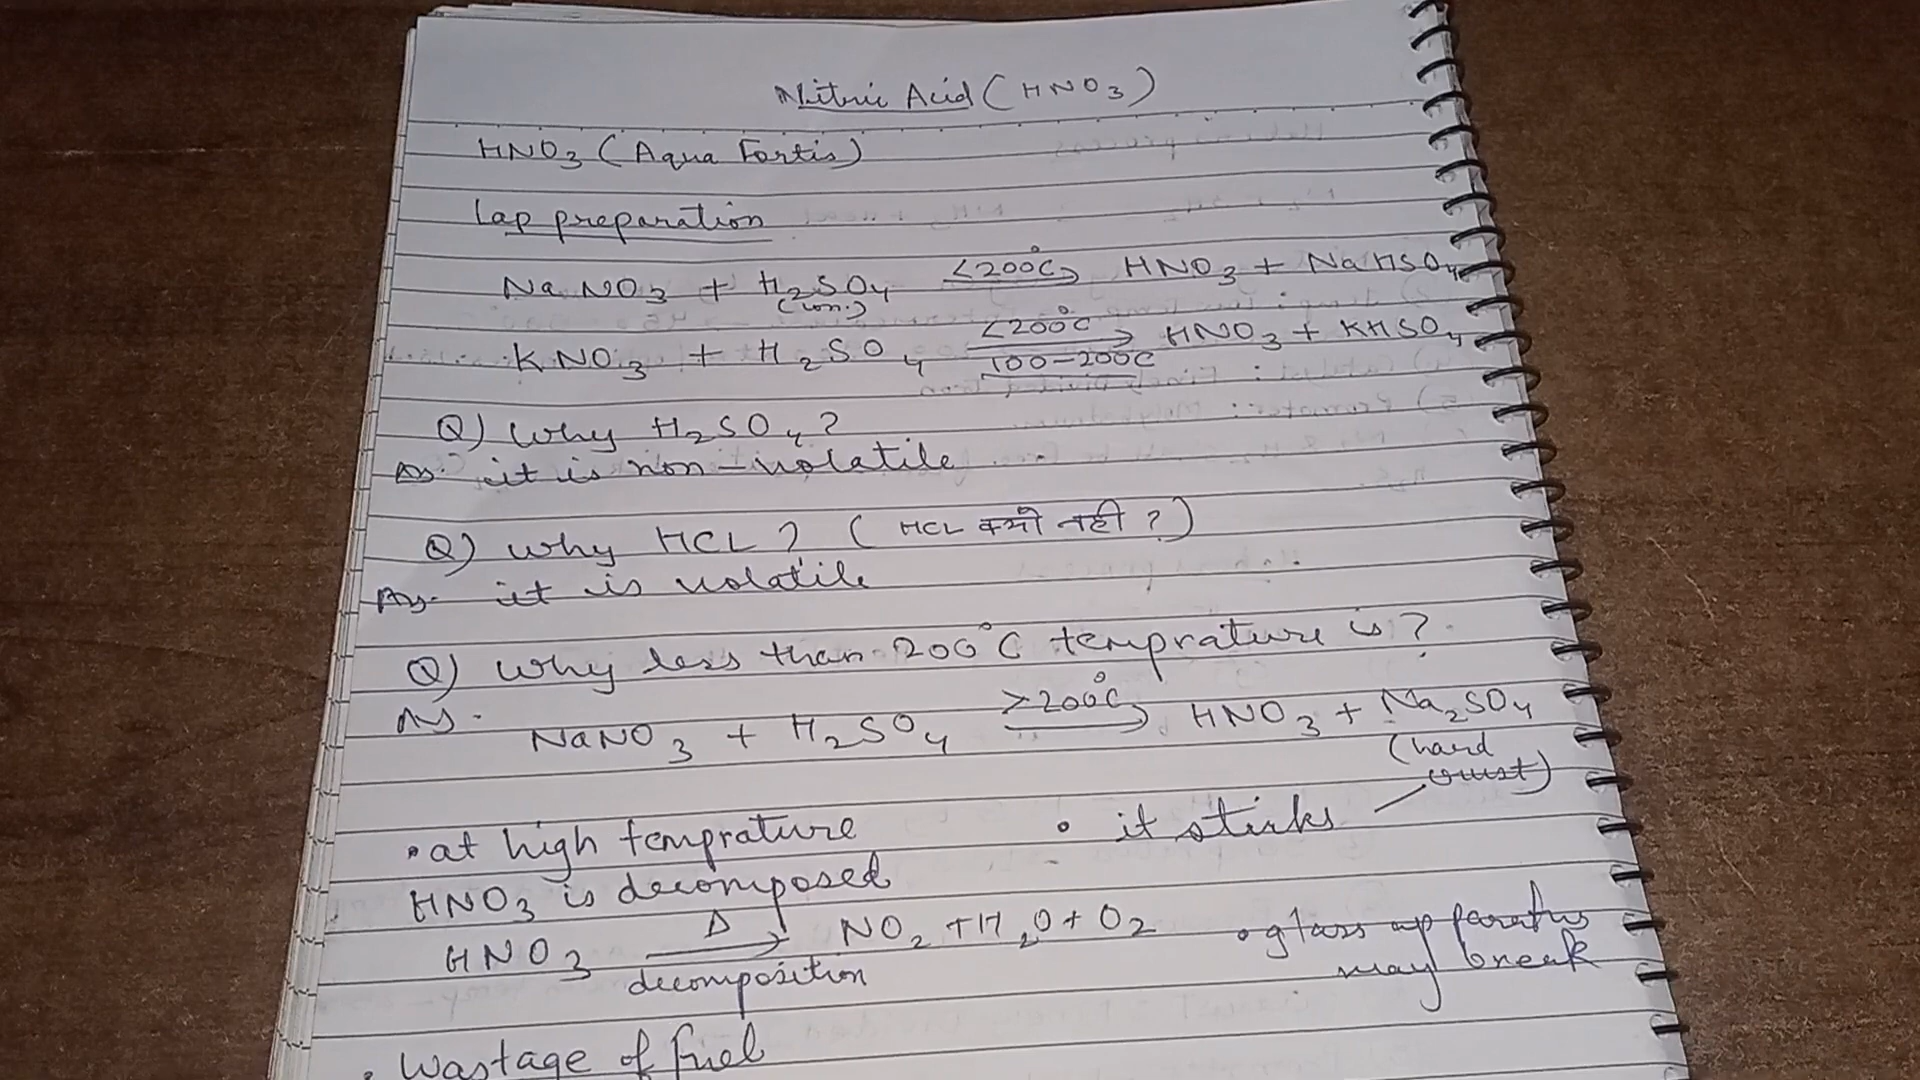 Nitric Acid (HNO3)
HNO3 (Aqua Fortis)
Lap preparation
NaNO3 + H2SO4 <200°C → HNO3 + NaHSO4
(con.)
KNO3 + H2SO4 <200°C → HNO3 + KHSO4
100-200°C
Q) Why H2SO4?
As. it is non-volatile
Q) Why HCL? (HCL क्यों नही?)
Ay. it is volatile
Q) Why less than 200°C temprature is?
As.
NaNO3 + H2SO4 >200°C → HNO3 + Na2SO4
(hard crust)
• at high temprature • it sticks
HNO3 is decomposed
HNO3 Δ → NO2 + H2O + O2 • glass apparatus
decomposition may break
• Wastage of fuel